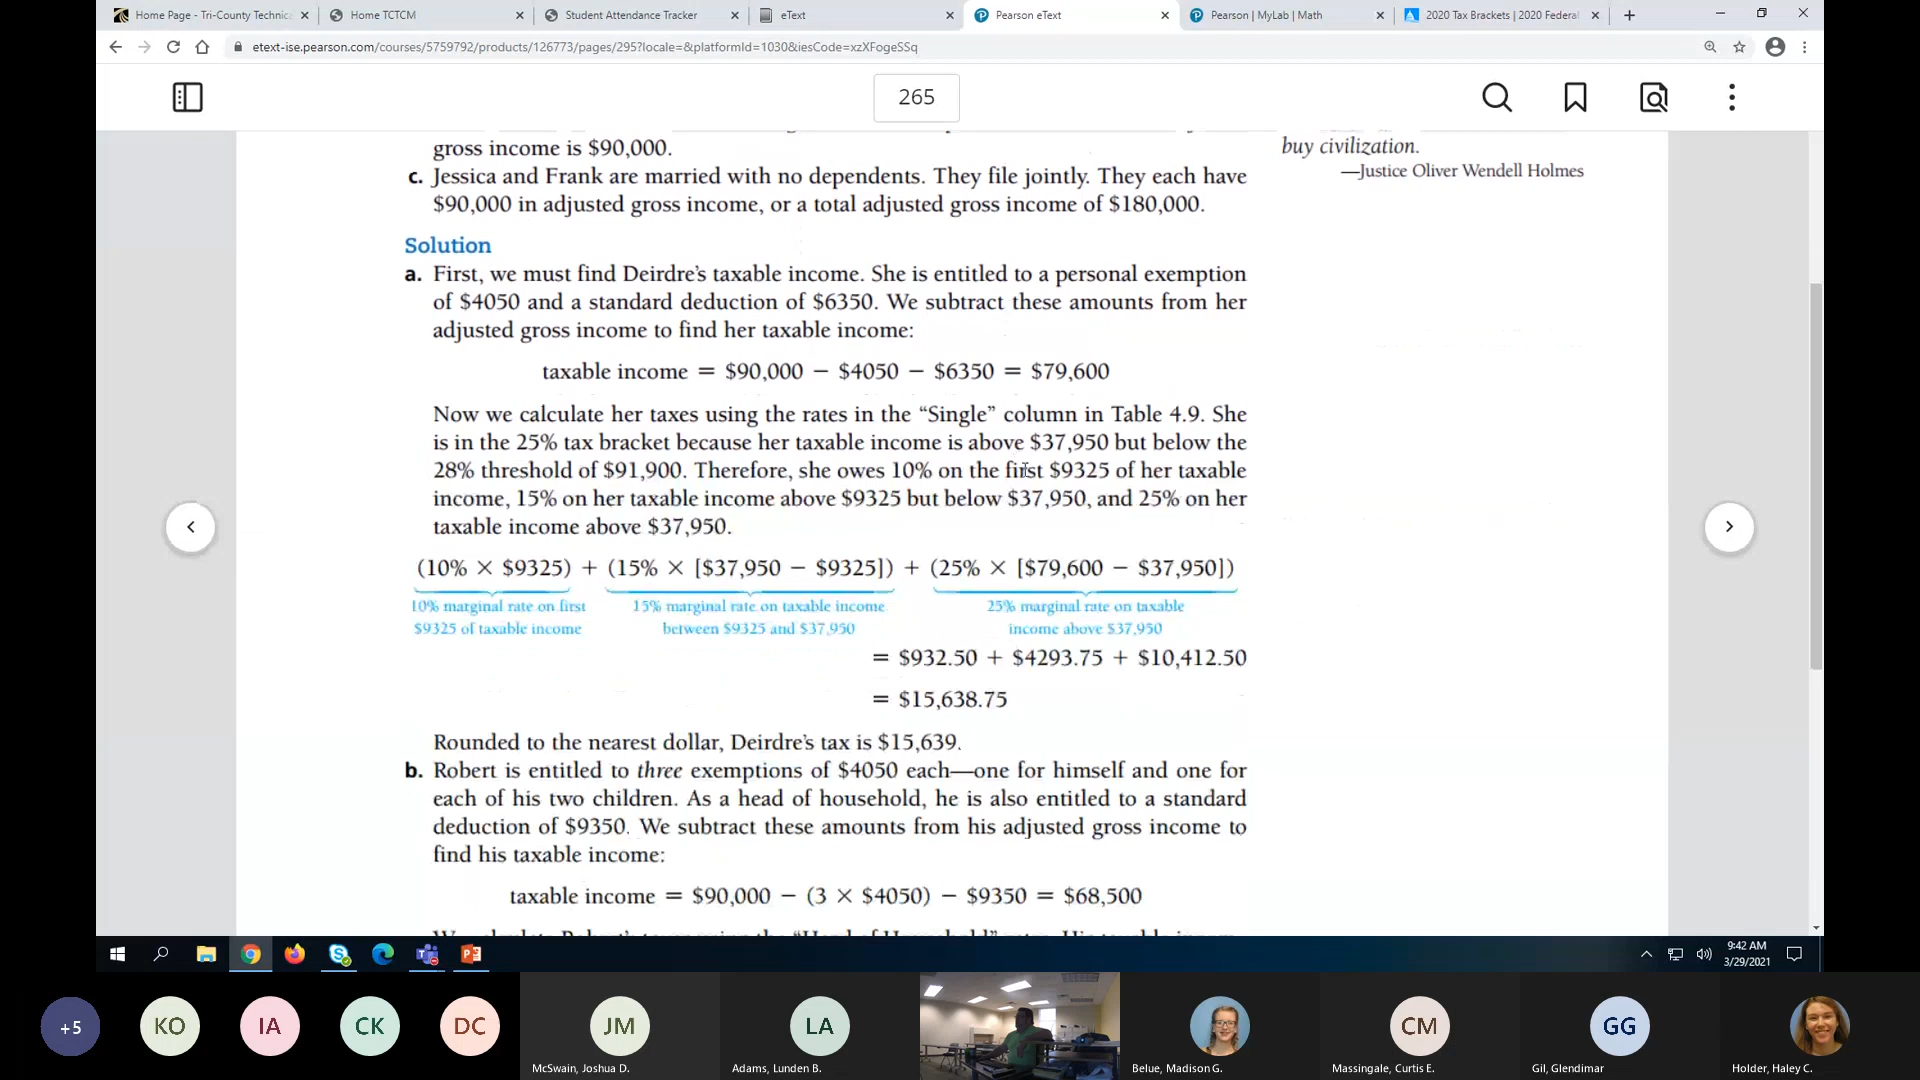 Home Page - Tri-County Technic
Home TCTCM
Student Attendance Tracker
eText
Pearson eText
Pearson | MyLab | Math
2020 Tax Brackets | 2020 Federal
etext-ise.pearson.com/courses/5759792/products/126773/pages/295?locale=&platformId=1030&iesCode=xzXFogeSSq
265
gross income is $90,000.
c. Jessica and Frank are married with no dependents. They file jointly. They each have
$90,000 in adjusted gross income, or a total adjusted gross income of $180,000.
buy civilization.
—Justice Oliver Wendell Holmes
Solution
a. First, we must find Deirdre's taxable income. She is entitled to a personal exemption
of $4050 and a standard deduction of $6350. We subtract these amounts from her
adjusted gross income to find her taxable income:
taxable income = $90,000 − $4050 − $6350 = $79,600
Now we calculate her taxes using the rates in the “Single” column in Table 4.9. She
is in the 25% tax bracket because her taxable income is above $37,950 but below the
28% threshold of $91,900. Therefore, she owes 10% on the first $9325 of her taxable
income, 15% on her taxable income above $9325 but below $37,950, and 25% on her
taxable income above $37,950.
(10% × $9325) + (15% × [$37,950 − $9325]) + (25% × [$79,600 − $37,950])
10% marginal rate on first 15% marginal rate on taxable income 25% marginal rate on taxable
$9325 of taxable income between $9325 and $37,950 income above $37,950
= $932.50 + $4293.75 + $10,412.50
= $15,638.75
Rounded to the nearest dollar, Deirdre's tax is $15,639.
b. Robert is entitled to three exemptions of $4050 each—one for himself and one for
each of his two children. As a head of household, he is also entitled to a standard
deduction of $9350. We subtract these amounts from his adjusted gross income to
find his taxable income:
taxable income = $90,000 − (3 × $4050) − $9350 = $68,500
9:42 AM
3/29/2021
+5
KO
IA
CK
DC
JM
McSwain, Joshua D.
LA
Adams, Lunden B.
Belue, Madison G.
CM
Massingale, Curtis E.
GG
Gil, Glendimar
Holder, Haley C.